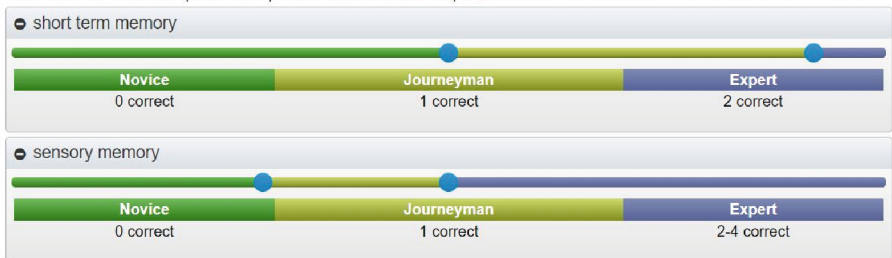 short term memory
Novice Journeyman Expert
0 correct 1 correct 2 correct
sensory memory
Novice Journeyman Expert
0 correct 1 correct 2-4 correct